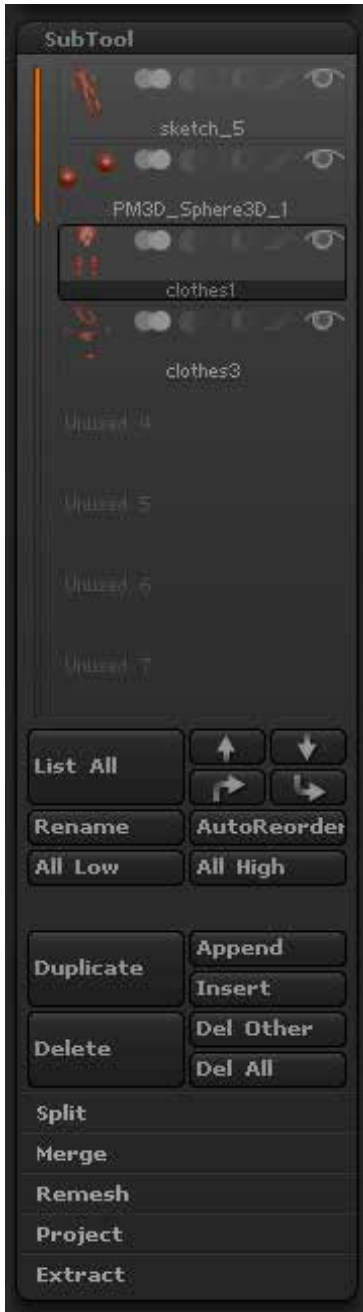 SubTool
sketch_5
PM3D_Sphere3D_1
clothes1
clothes3
Unused 4
Unused 5
Unused 6
Unused 7
List All
Rename AutoReorder
All Low All High
Duplicate Append
Insert
Delete Del Other
Del All
Split
Merge
Remesh
Project
Extract